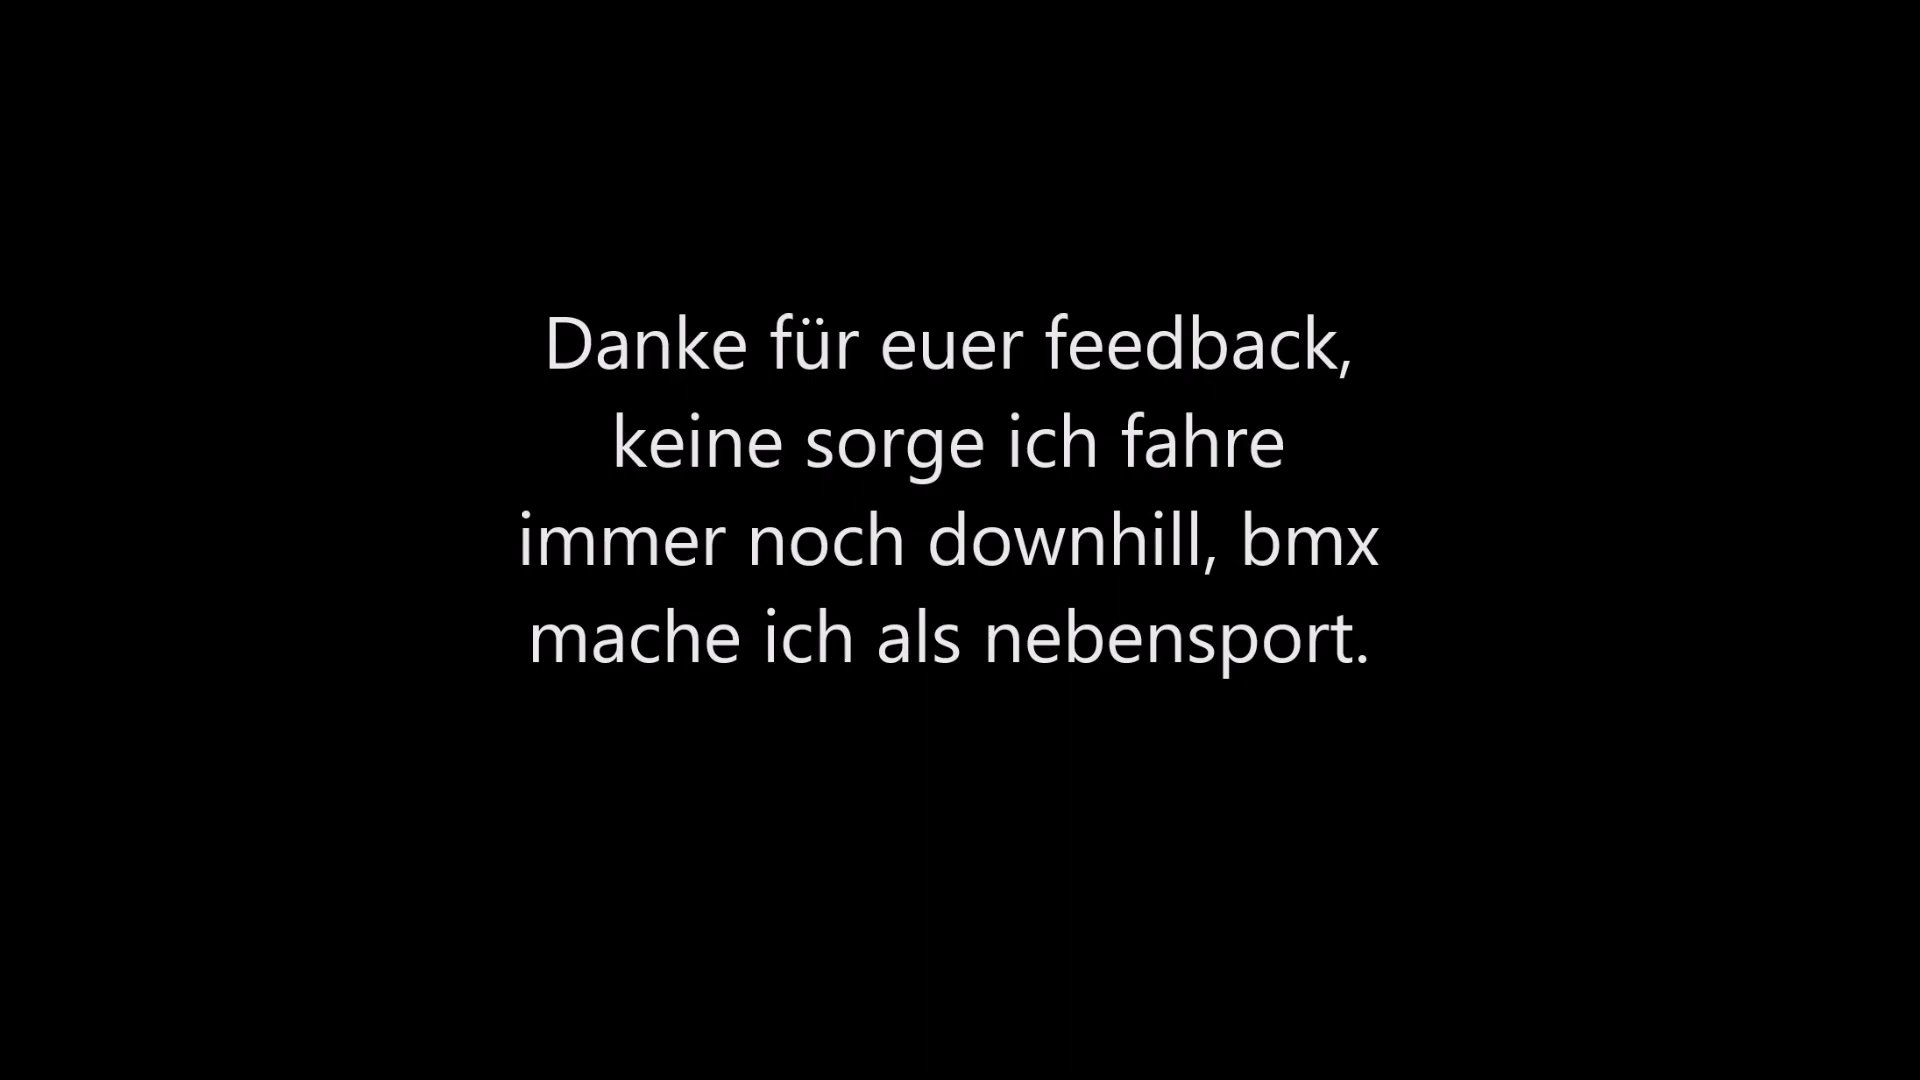 Danke für euer feedback,
keine sorge ich fahre
immer noch downhill, bmx
mache ich als nebensport.